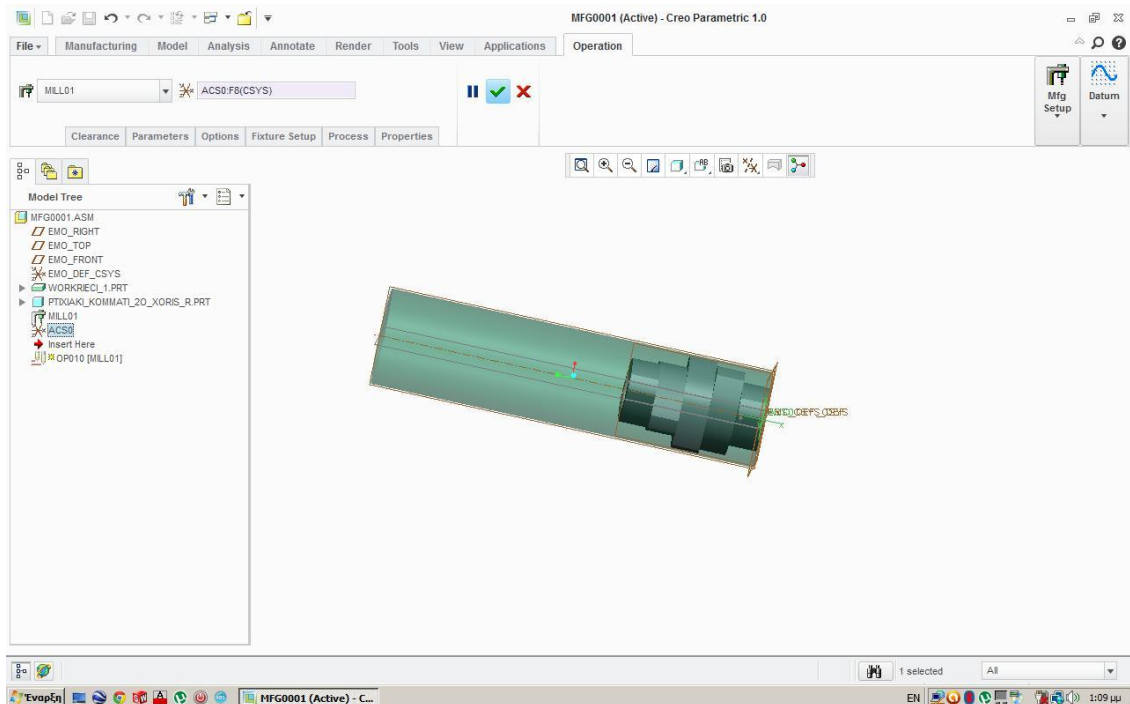 MFG0001 (Active) - Creo Parametric 1.0
File Manufacturing Model Analysis Annotate Render Tools View Applications Operation
MILL01 ACS0:F8(CSYS)
Mfg Setup
Datum
Clearance Parameters Options Fixture Setup Process Properties
Model Tree
MFG0001.ASM
EMO_RIGHT
EMO_TOP
EMO_FRONT
EMO_DEF_CSYS
WORKRIECI_1.PRT
PTIXIAKI_KOMMATI_2O_XORIS_R.PRT
MILL01
ACS0
Insert Here
OP010 [MILL01]
X
1 selected All
Έναρξη MFG0001 (Active) - C... EN 1:09 μμ